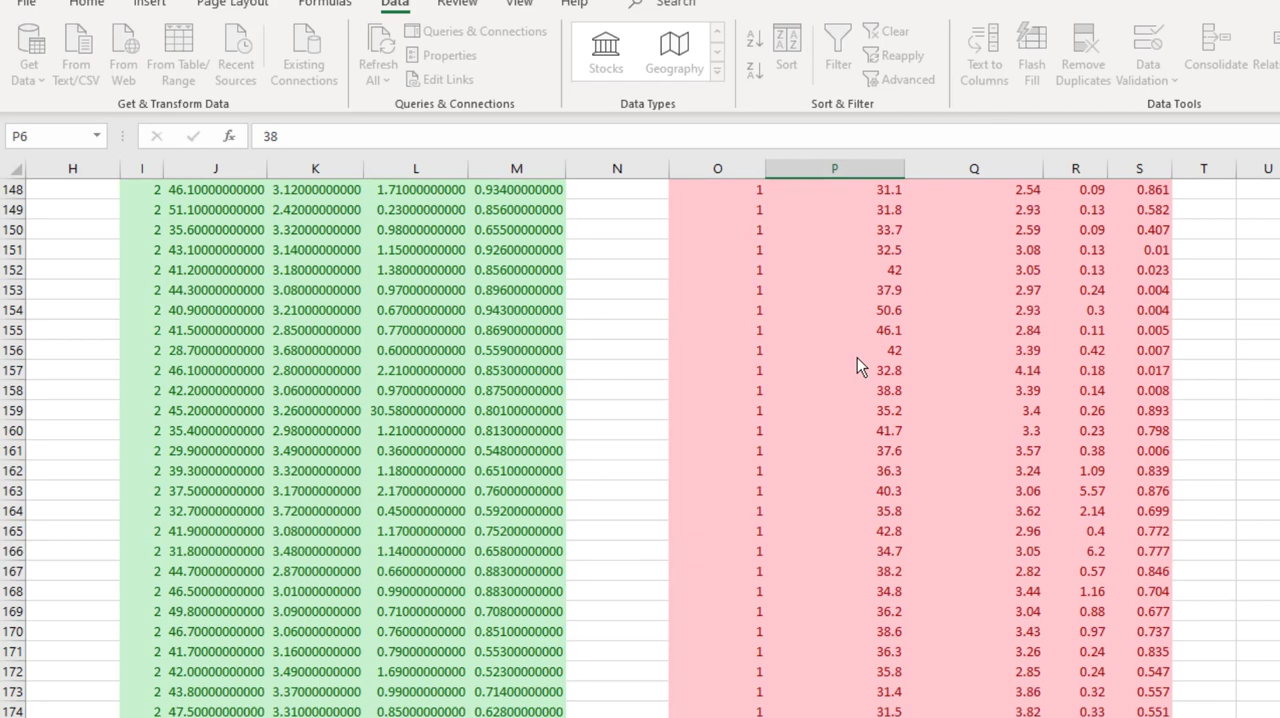 File Home Insert Page Layout Formulas Data Review View Help Search
Get Data From Text/CSV From Web From Table/ Range Recent Sources Existing Connections Refresh All Queries & Connections Properties Edit Links Stocks Geography Sort Filter Clear Reapply Advanced Text to Columns Flash Fill Remove Duplicates Data Validation Consolidate
Get & Transform Data Queries & Connections Data Types Sort & Filter Data Tools
P6 fx 38
H I J K L M N O P Q R S T U
148 2 46.10000000000 3.12000000000 1.71000000000 0.93400000000 1 31.1 2.54 0.09 0.861
149 2 51.10000000000 2.42000000000 0.23000000000 0.85600000000 1 31.8 2.93 0.13 0.582
150 2 35.60000000000 3.32000000000 0.98000000000 0.65500000000 1 33.7 2.59 0.09 0.407
151 2 43.10000000000 3.14000000000 1.15000000000 0.92600000000 1 32.5 3.08 0.13 0.01
152 2 41.20000000000 3.18000000000 1.38000000000 0.85600000000 1 42 3.05 0.13 0.023
153 2 44.30000000000 3.08000000000 0.97000000000 0.89600000000 1 37.9 2.97 0.24 0.004
154 2 40.90000000000 3.21000000000 0.67000000000 0.94300000000 1 50.6 2.93 0.3 0.004
155 2 41.50000000000 2.85000000000 0.77000000000 0.86900000000 1 46.1 2.84 0.11 0.005
156 2 28.70000000000 3.68000000000 0.60000000000 0.55900000000 1 42 3.39 0.42 0.007
157 2 46.10000000000 2.80000000000 2.21000000000 0.85300000000 1 32.8 4.14 0.18 0.017
158 2 42.20000000000 3.06000000000 0.97000000000 0.87500000000 1 38.8 3.39 0.14 0.008
159 2 45.20000000000 3.26000000000 30.58000000000 0.80100000000 1 35.2 3.4 0.26 0.893
160 2 35.40000000000 2.98000000000 1.21000000000 0.81300000000 1 41.7 3.3 0.23 0.798
161 2 29.90000000000 3.49000000000 0.36000000000 0.54800000000 1 37.6 3.57 0.38 0.006
162 2 39.30000000000 3.32000000000 1.18000000000 0.65100000000 1 36.3 3.24 1.09 0.839
163 2 37.50000000000 3.17000000000 2.17000000000 0.76000000000 1 40.3 3.06 5.57 0.876
164 2 32.70000000000 3.72000000000 0.45000000000 0.59200000000 1 35.8 3.62 2.14 0.699
165 2 41.90000000000 3.08000000000 1.17000000000 0.75200000000 1 42.8 2.96 0.4 0.772
166 2 31.80000000000 3.48000000000 1.14000000000 0.65800000000 1 34.7 3.05 6.2 0.777
167 2 44.70000000000 2.87000000000 0.66000000000 0.88300000000 1 38.2 2.82 0.57 0.846
168 2 46.50000000000 3.01000000000 0.99000000000 0.88300000000 1 34.8 3.44 1.16 0.704
169 2 49.80000000000 3.09000000000 0.71000000000 0.70800000000 1 36.2 3.04 0.88 0.677
170 2 46.70000000000 3.06000000000 0.76000000000 0.85100000000 1 38.6 3.43 0.97 0.737
171 2 41.70000000000 3.16000000000 0.79000000000 0.55300000000 1 36.3 3.26 0.24 0.835
172 2 42.00000000000 3.49000000000 1.69000000000 0.52300000000 1 35.8 2.85 0.24 0.547
173 2 43.80000000000 3.37000000000 0.99000000000 0.71400000000 1 31.4 3.86 0.32 0.557
174 2 47.50000000000 3.31000000000 0.85000000000 0.62800000000 1 31.5 3.82 0.33 0.551